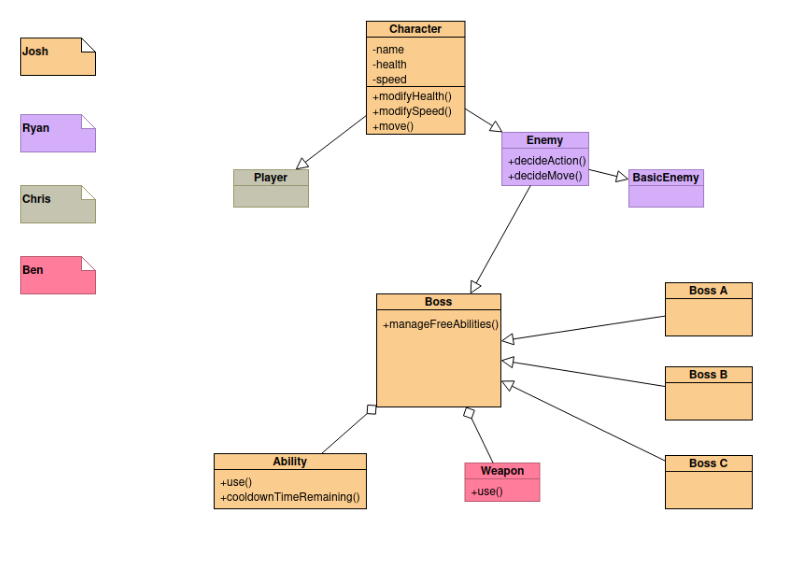 Josh
Ryan
Chris
Ben
Character
-name
-health
-speed
+modifyHealth()
+modifySpeed()
+move()
Player
Enemy
+decideAction()
+decideMove()
BasicEnemy
Boss
+manageFreeAbilities()
Boss A
Boss B
Boss C
Ability
+use()
+cooldownTimeRemaining()
Weapon
+use()